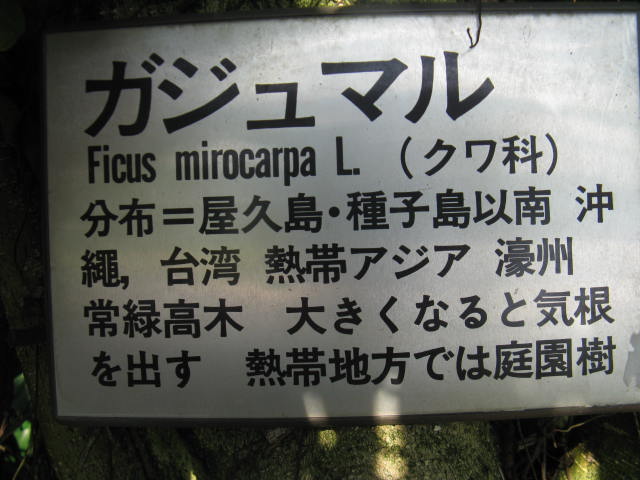 ガジュマル
Ficus mirocarpa L. (クワ科)
分布=屋久島・種子島以南 沖
縄, 台湾 熱帯アジア 濠州
常緑高木 大きくなると気根
を出す 熱帯地方では庭園樹